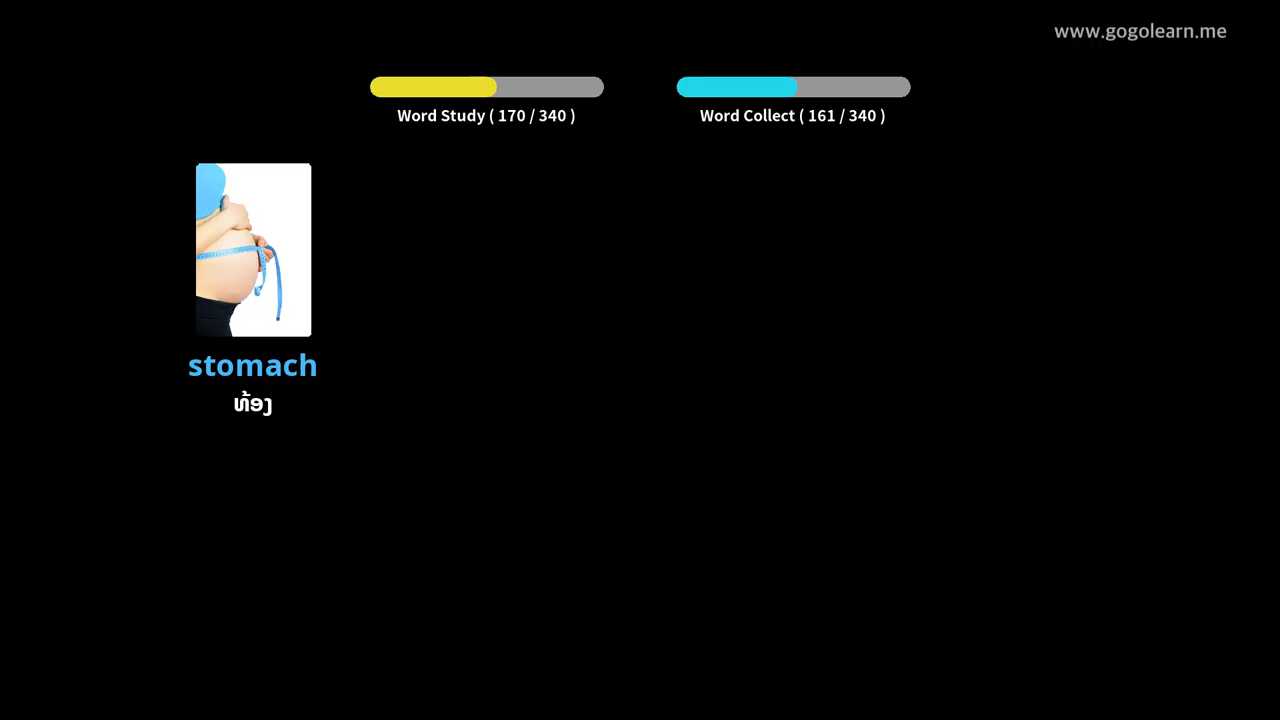 www.gogolearn.me
Word Study ( 170 / 340 )
Word Collect ( 161 / 340 )
stomach
ທ້ອງ